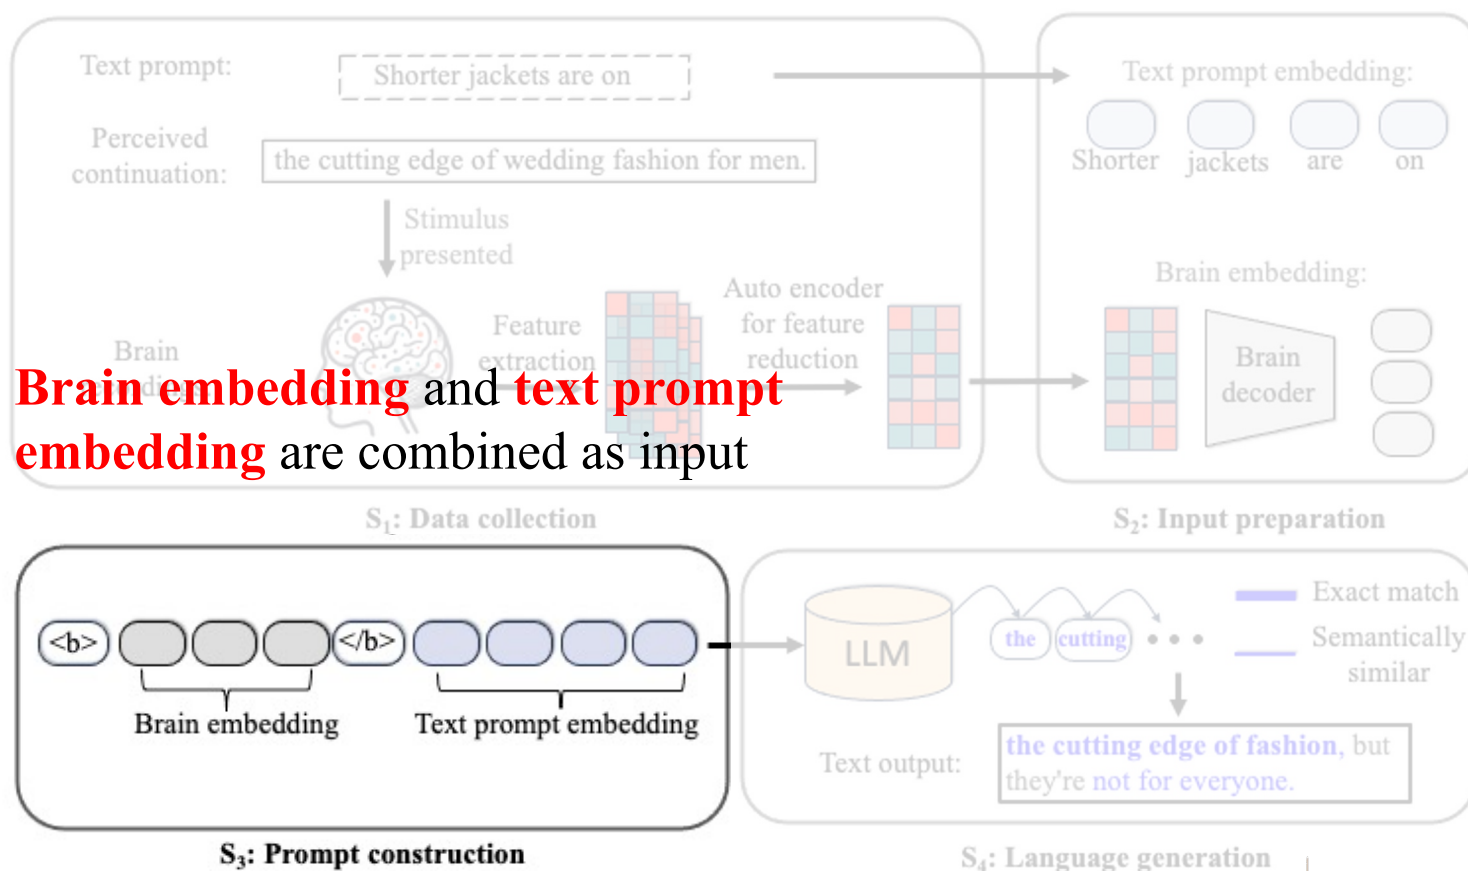 Text prompt:
Shorter jackets are on
Perceived
continuation:
the cutting edge of wedding fashion for men.
Stimulus
presented
Brain
Feature
extraction
Auto encoder
for feature
reduction
Brain embedding and text prompt
embedding are combined as input
S₁: Data collection
Text prompt embedding:
Shorter jackets are on
Brain embedding:
Brain
decoder
S₂: Input preparation
<b> </b>
Brain embedding Text prompt embedding
S₃: Prompt construction
LLM
the cutting
Exact match
Semantically
similar
Text output:
the cutting edge of fashion, but
they're not for everyone.
S₄: Language generation